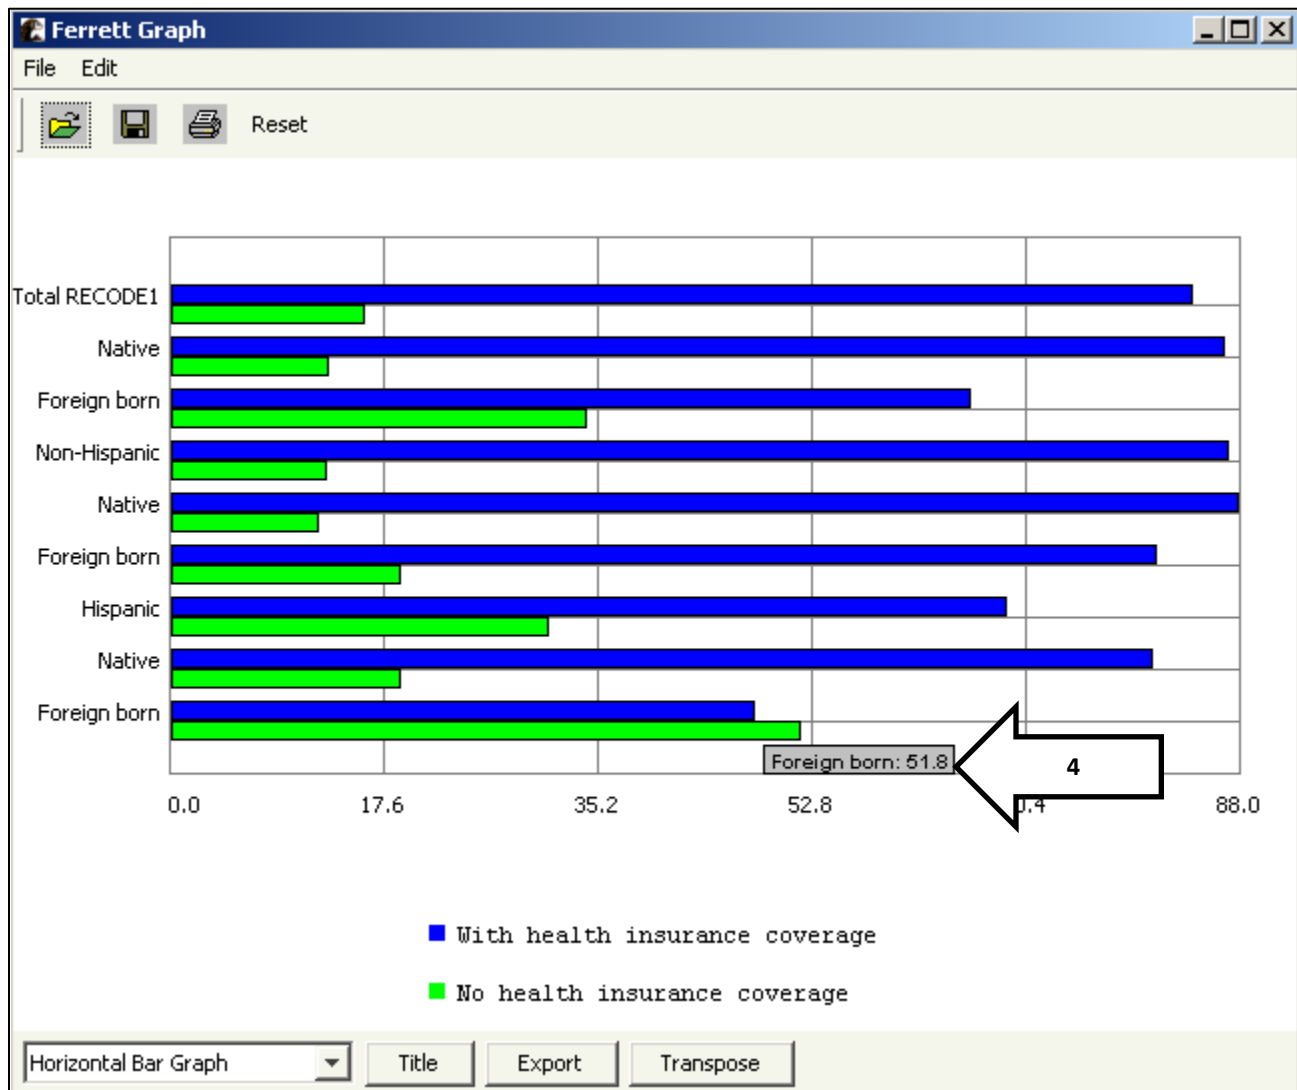 Ferrett Graph
File Edit
Reset
Total RECODE1
Native
Foreign born
Non-Hispanic
Native
Foreign born
Hispanic
Native
Foreign born
Foreign born: 51.8
4
0.0 17.6 35.2 52.8 0.4 88.0
With health insurance coverage
No health insurance coverage
Horizontal Bar Graph Title Export Transpose